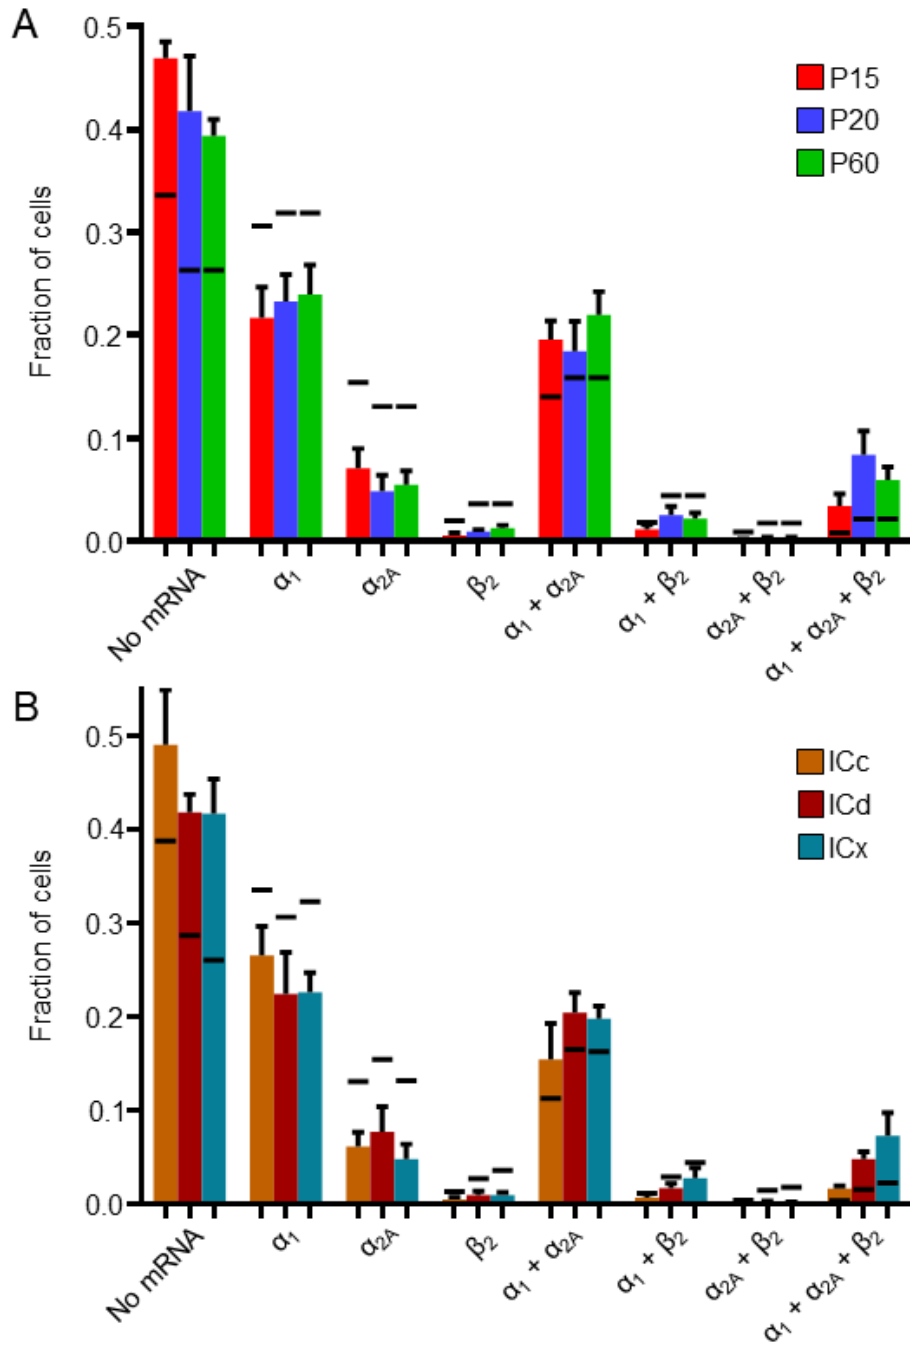 A
0.5
0.4
0.3
0.2
0.1
0.0
Fraction of cells
P15
P20
P60
No mRNA
α₁
α₂A
β₂
α₁ + α₂A
α₁ + β₂
α₂A + β₂
α₁ + α₂A + β₂
B
0.5
0.4
0.3
0.2
0.1
0.0
Fraction of cells
ICc
ICd
ICx
No mRNA
α₁
α₂A
β₂
α₁ + α₂A
α₁ + β₂
α₂A + β₂
α₁ + α₂A + β₂